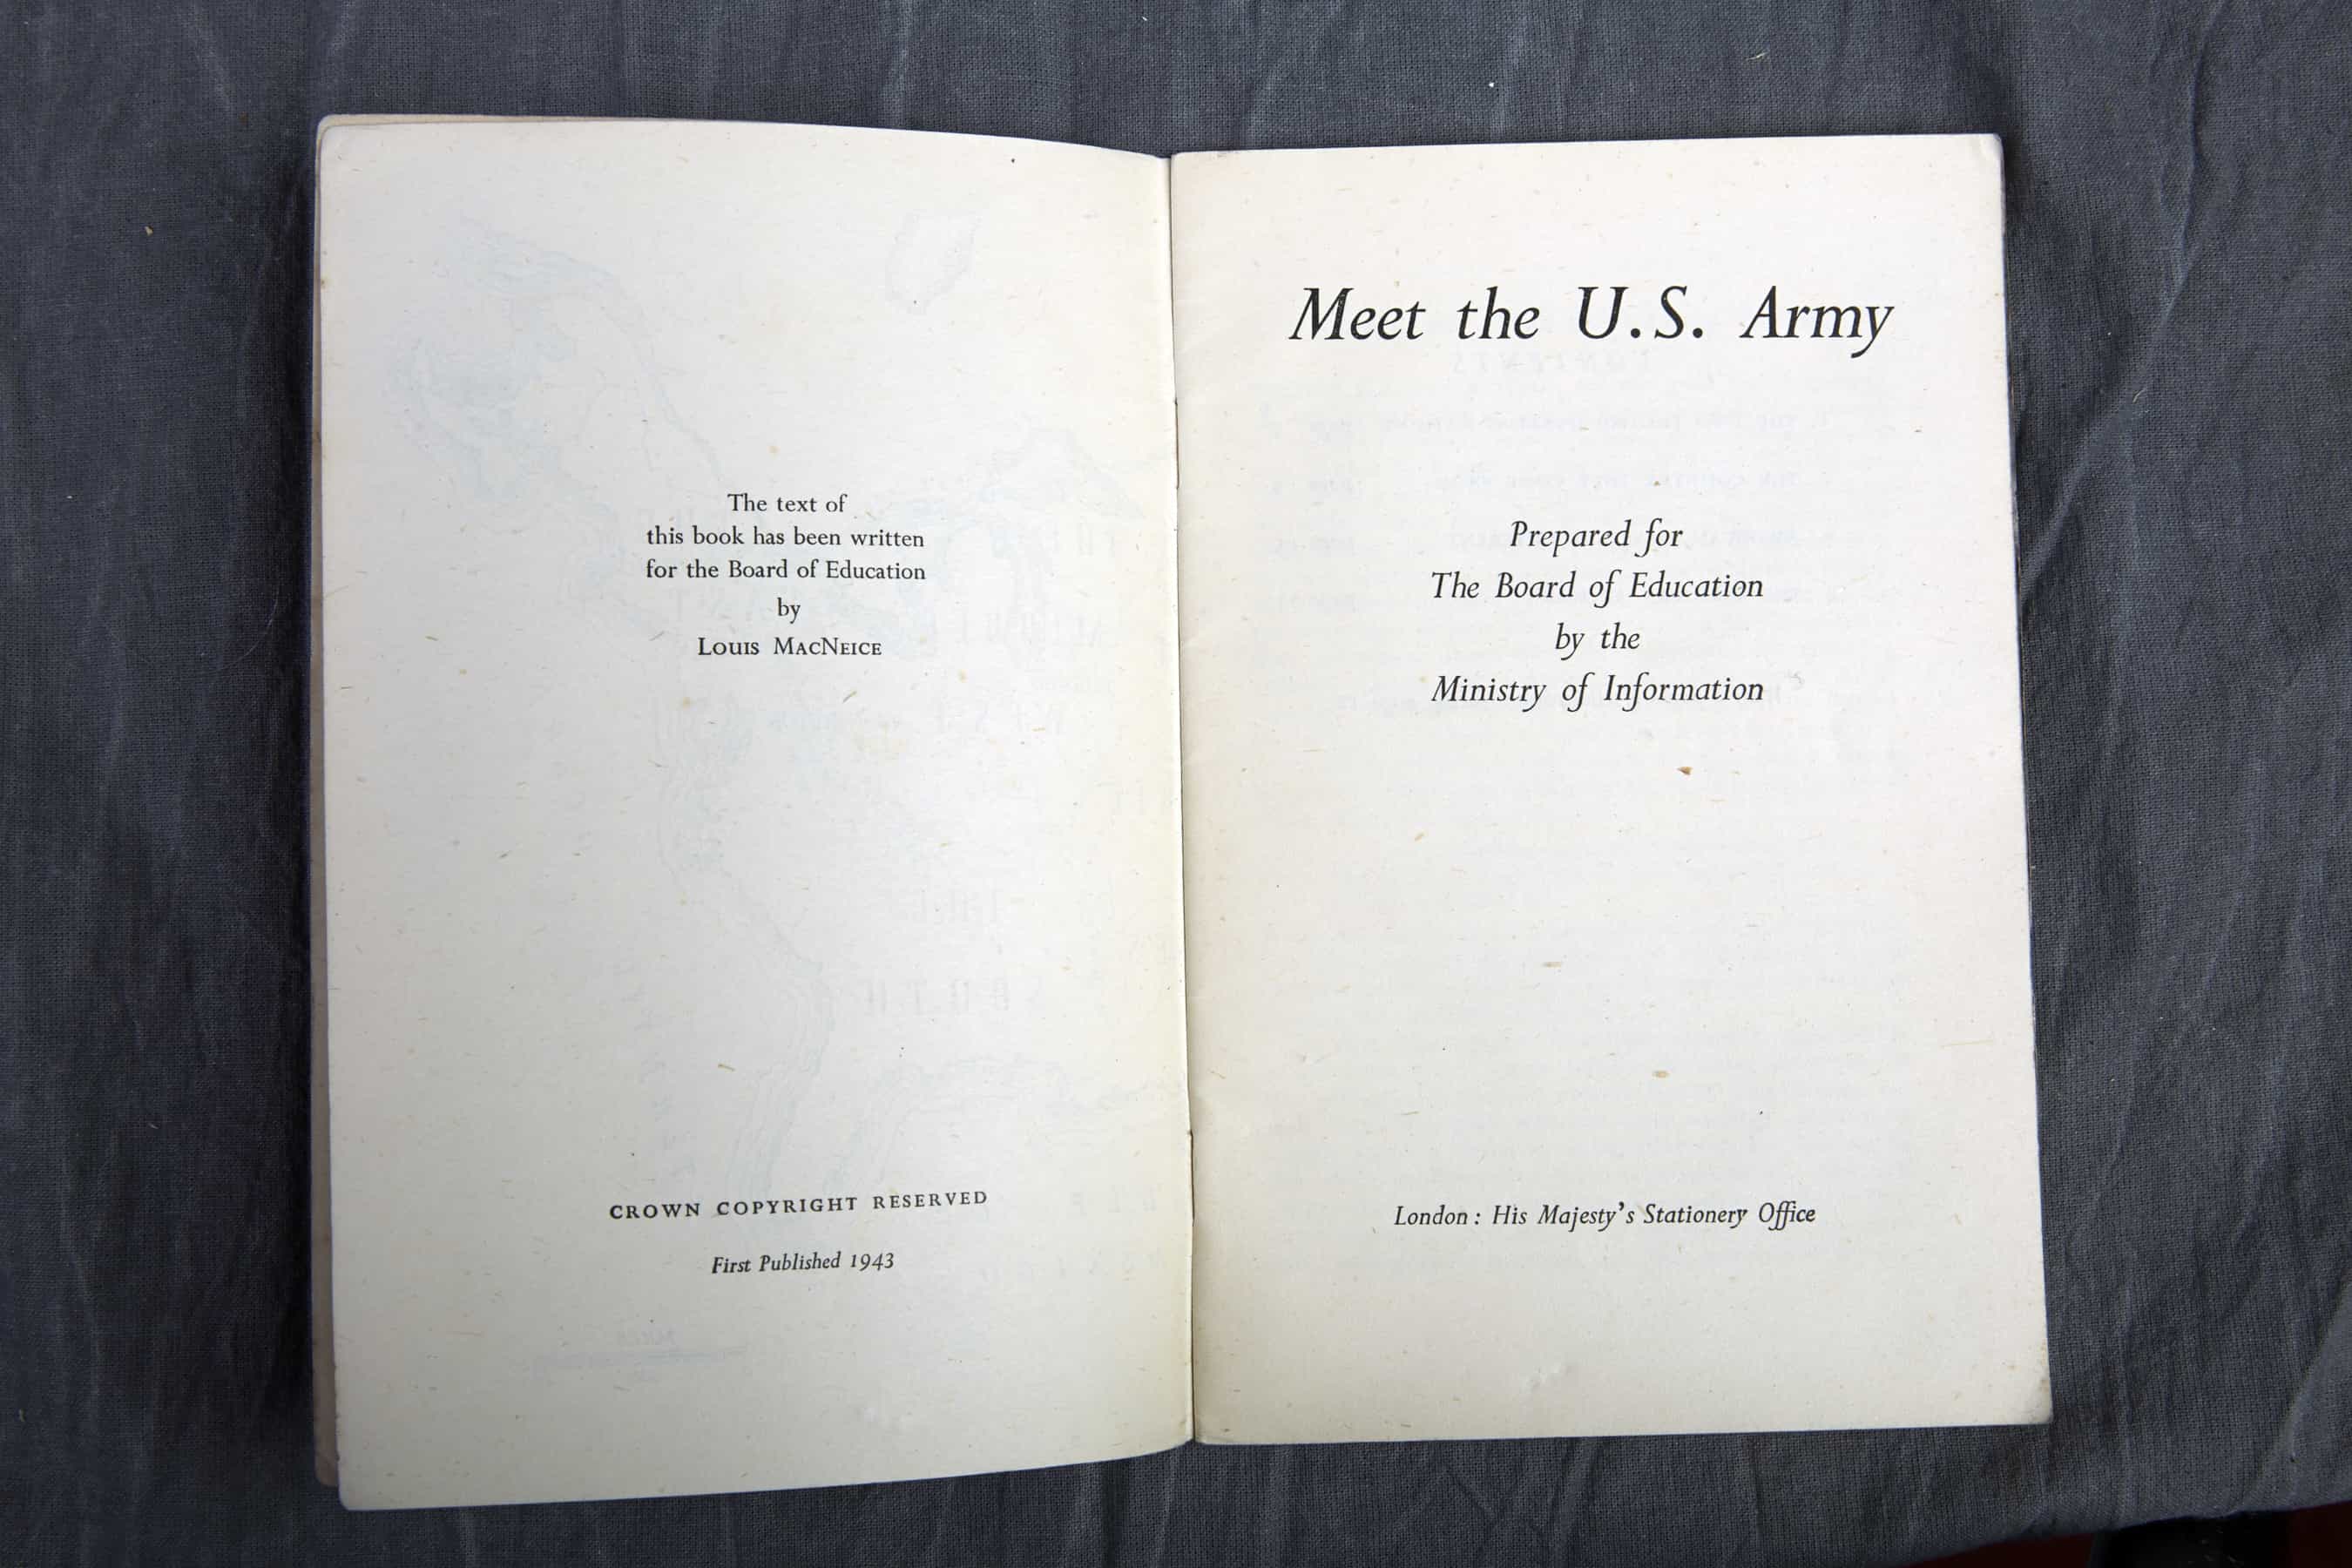 The text of
this book has been written
for the Board of Education
by
Louis MacNeice
CROWN COPYRIGHT RESERVED
First Published 1943
Meet the U.S. Army
Prepared for
The Board of Education
by the
Ministry of Information
London: His Majesty's Stationery Office